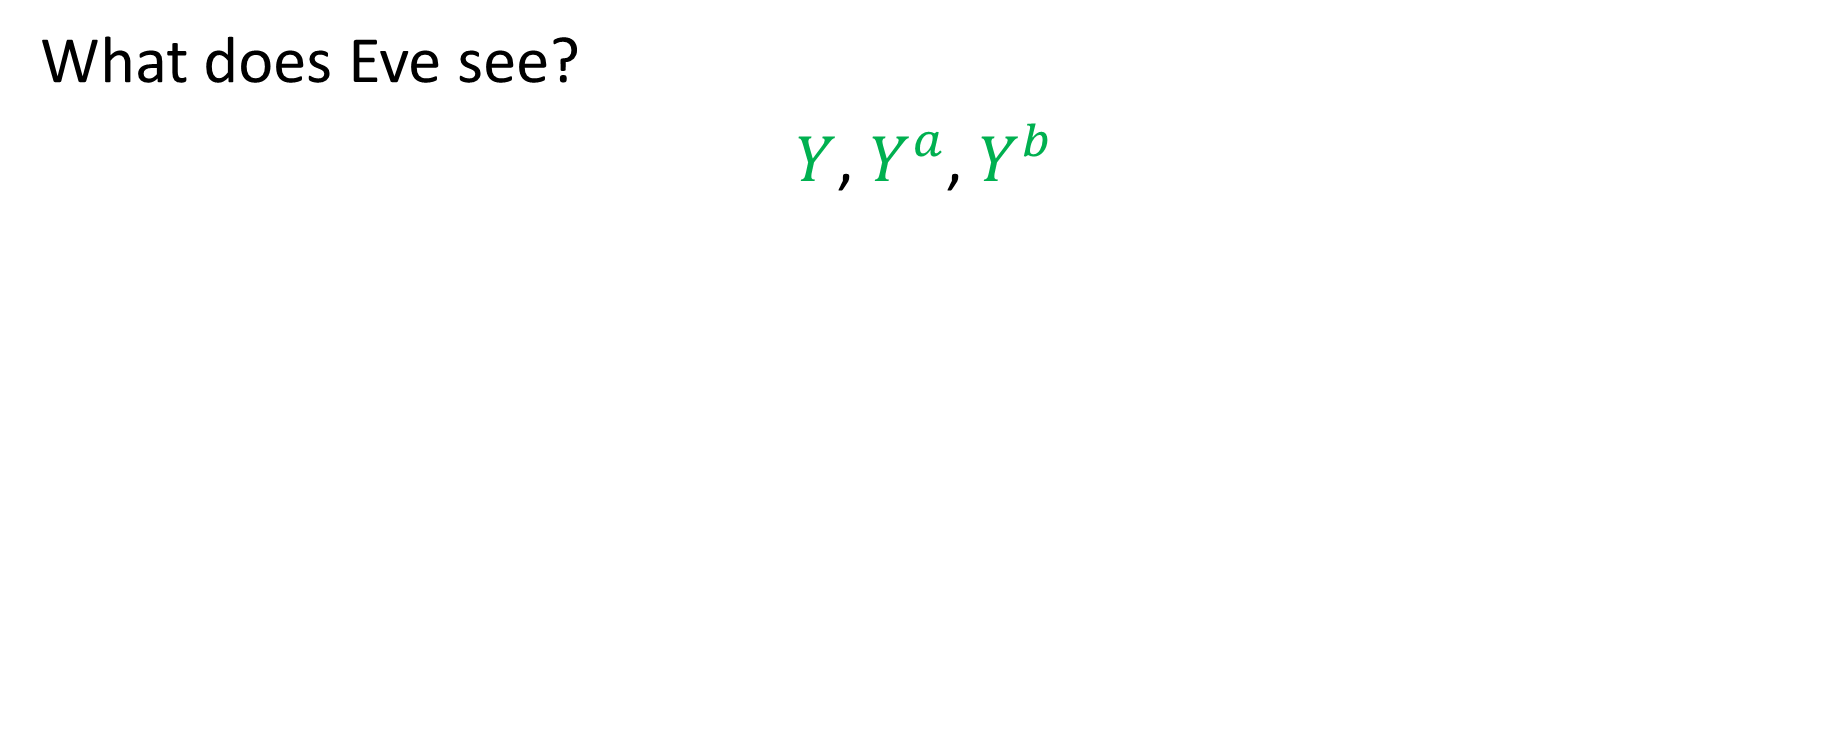 What does Eve see?
Y, Y^a, Y^b